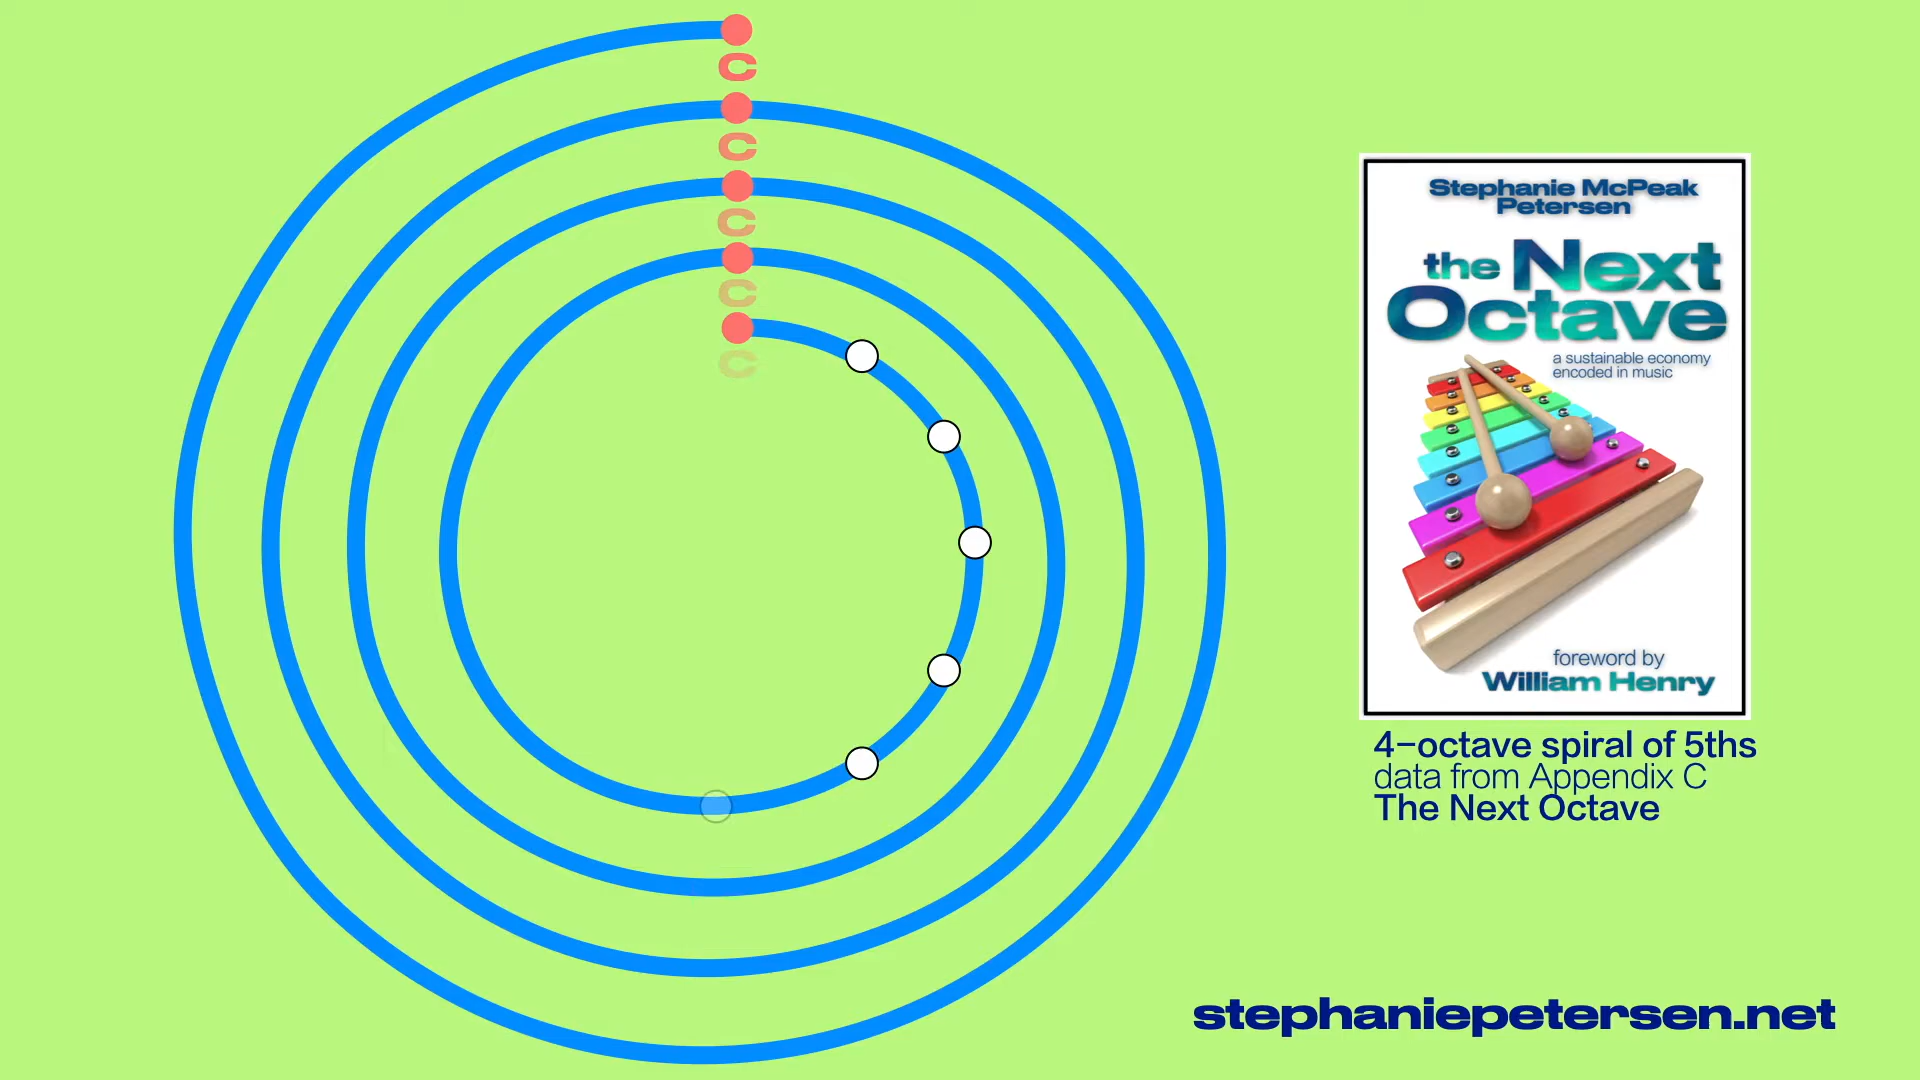 C
C
C
C
C
Stephanie McPeak
Petersen
the Next
Octave
a sustainable economy
encoded in music
foreword by
William Henry
4-octave spiral of 5ths
data from Appendix C
The Next Octave
stephaniepetersen.net